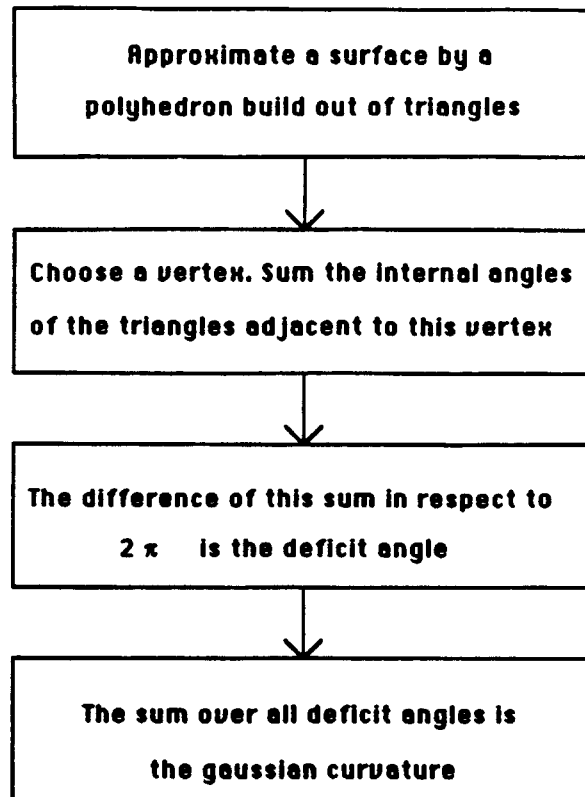 Approximate a surface by a
polyhedron build out of triangles
Choose a vertex. Sum the internal angles
of the triangles adjacent to this vertex
The difference of this sum in respect to
2 π is the deficit angle
The sum over all deficit angles is
the gaussian curvature